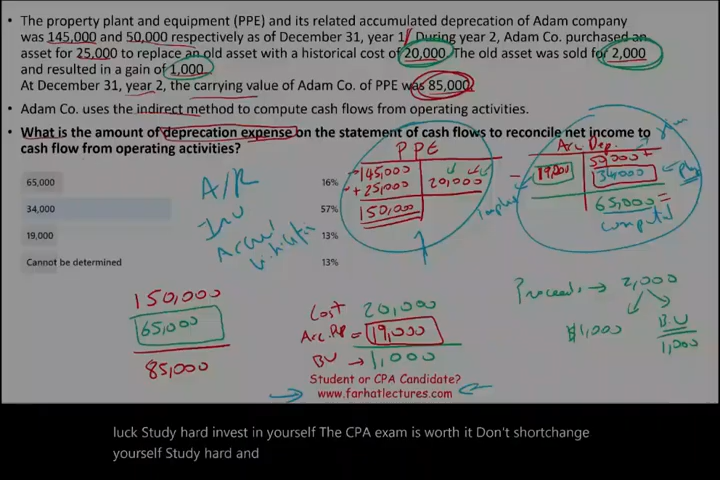 • The property plant and equipment (PPE) and its related accumulated deprecation of Adam company
was 145,000 and 50,000 respectively as of December 31, year 1. During year 2, Adam Co. purchased an
asset for 25,000 to replace an old asset with a historical cost of 20,000. The old asset was sold for 2,000
and resulted in a gain of 1,000.
At December 31, year 2, the carrying value of Adam Co. of PPE was 85,000.
• Adam Co. uses the indirect method to compute cash flows from operating activities.
• What is the amount of deprecation expense on the statement of cash flows to reconcile net income to
cash flow from operating activities?
65,000 16%
34,000 57%
19,000 13%
Cannot be determined 13%
A/R
Inv
PPE
145,000
+ 25,000 20,000
150,000
Acc. Dep.
50,000 +
19,000 34,000
65,000 =
computed
150,000
65,000
85,000
Cost 20,000
Acc. Dep = 19,000
BV → 1,000
Proceeds → 2,000
$1,000 B.V
1,000
Student or CPA Candidate?
www.farhatlectures.com
luck Study hard invest in yourself The CPA exam is worth it Don't shortchange
yourself Study hard and